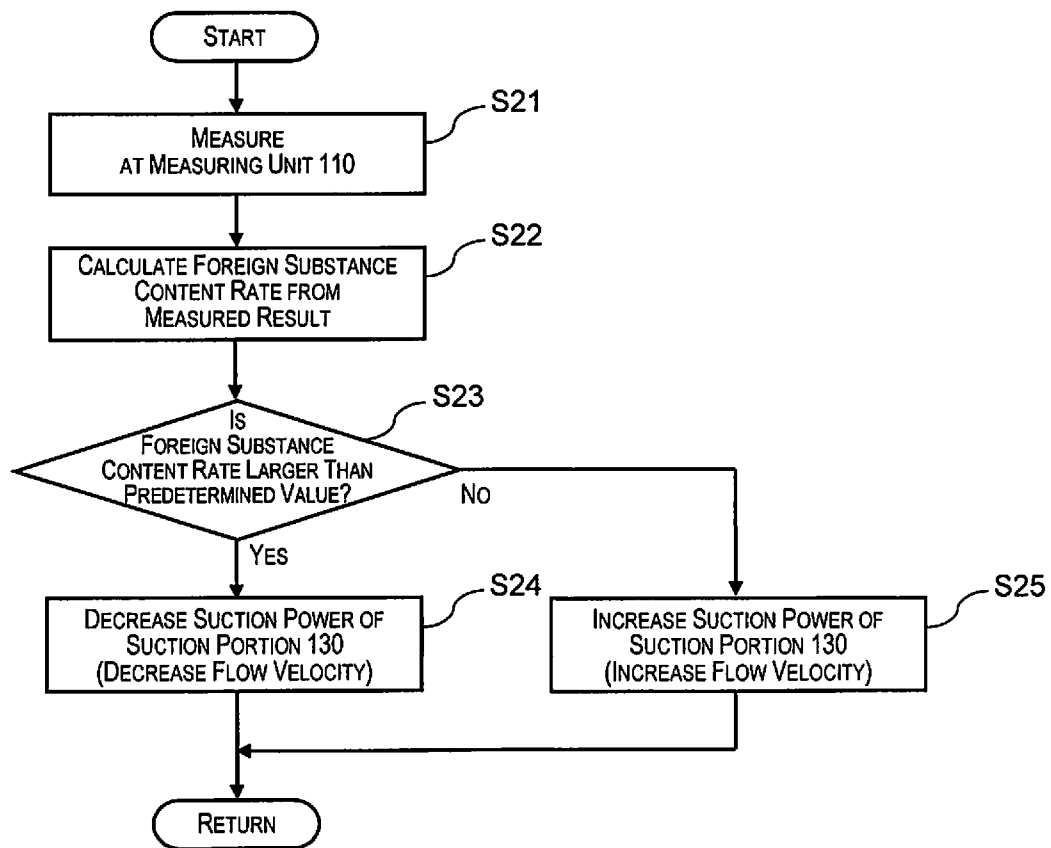 START
S21
MEASURE
AT MEASURING UNIT 110
S22
CALCULATE FOREIGN SUBSTANCE
CONTENT RATE FROM
MEASURED RESULT
S23
IS
FOREIGN SUBSTANCE
CONTENT RATE LARGER THAN
PREDETERMINED VALUE?
NO
YES
S24
DECREASE SUCTION POWER OF
SUCTION PORTION 130
(DECREASE FLOW VELOCITY)
S25
INCREASE SUCTION POWER OF
SUCTION PORTION 130
(INCREASE FLOW VELOCITY)
RETURN